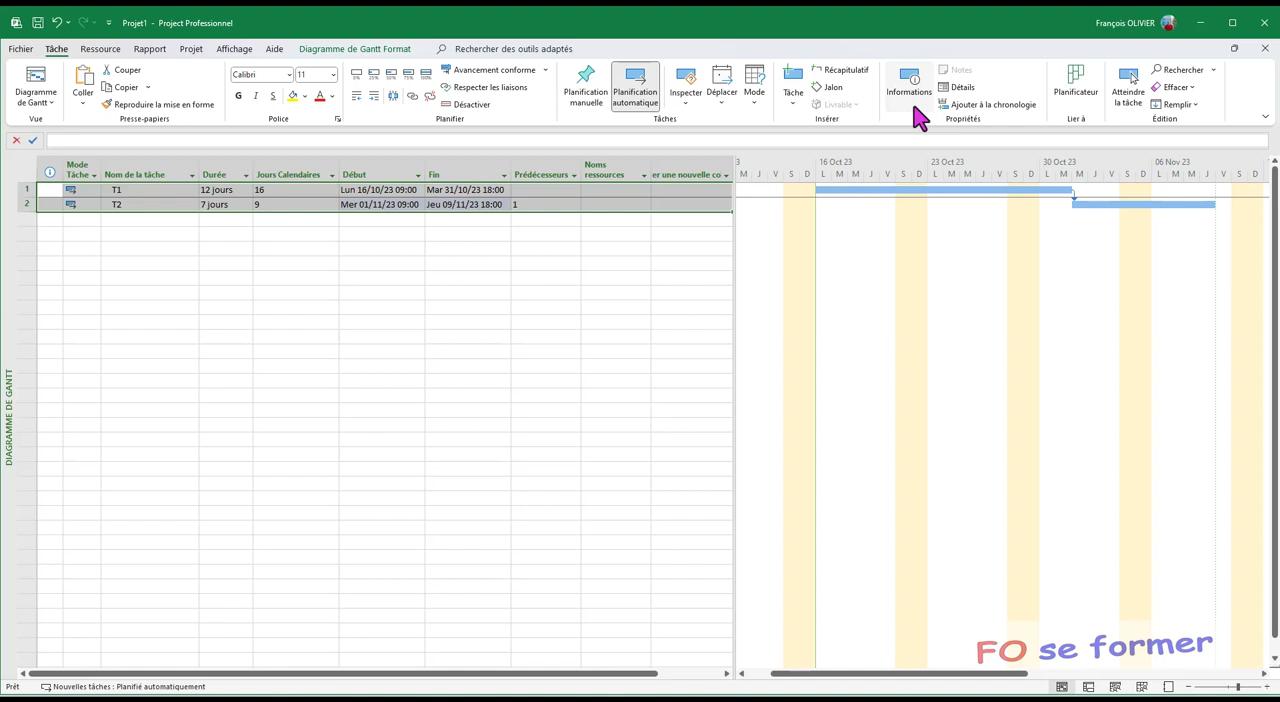 Projet1 - Project Professionnel
François OLIVIER
Fichier Tâche Ressource Rapport Projet Affichage Aide Diagramme de Gantt Format Rechercher des outils adaptés
Diagramme de Gantt
Vue
Coller
Couper
Copier
Reproduire la mise en forme
Presse-papiers
Calibri 11
G I S
Police
0% 25% 50% 75% 100%
Avancement conforme
Respecter les liaisons
Désactiver
Planifier
Planification manuelle
Planification automatique
Inspecter
Déplacer
Mode
Tâches
Tâche
Récapitulatif
Jalon
Livrable
Insérer
Informations
Notes
Détails
Ajouter à la chronologie
Propriétés
Planificateur
Lier à
Atteindre la tâche
Rechercher
Effacer
Remplir
Édition
Mode Tâche Nom de la tâche Durée Jours Calendaires Début Fin Prédécesseurs Noms ressources er une nouvelle co
1 T1 12 jours 16 Lun 16/10/23 09:00 Mar 31/10/23 18:00
2 T2 7 jours 9 Mer 01/11/23 09:00 Jeu 09/11/23 18:00 1
3 16 Oct 23 23 Oct 23 30 Oct 23 06 Nov 23
M J V S D L M M J V S D L M M J V S D L M M J V S D L M M J V S D
DIAGRAMME DE GANTT
FO se former
Prêt Nouvelles tâches : Planifié automatiquement